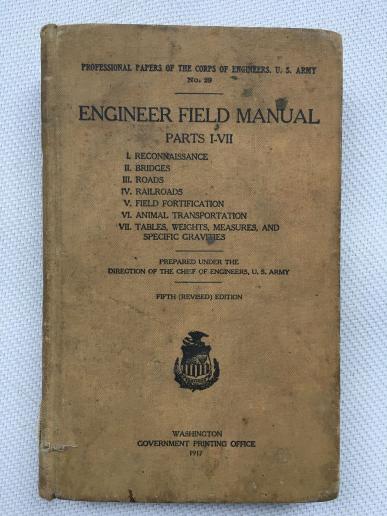 PROFESSIONAL PAPERS OF THE CORPS OF ENGINEERS, U. S. ARMY
No. 29
ENGINEER FIELD MANUAL
PARTS I-VII
I. RECONNAISSANCE
II. BRIDGES
III. ROADS
IV. RAILROADS
V. FIELD FORTIFICATION
VI. ANIMAL TRANSPORTATION
VII. TABLES, WEIGHTS, MEASURES, AND
SPECIFIC GRAVITIES
PREPARED UNDER THE
DIRECTION OF THE CHIEF OF ENGINEERS, U. S. ARMY
FIFTH (REVISED) EDITION
WASHINGTON
GOVERNMENT PRINTING OFFICE
1917